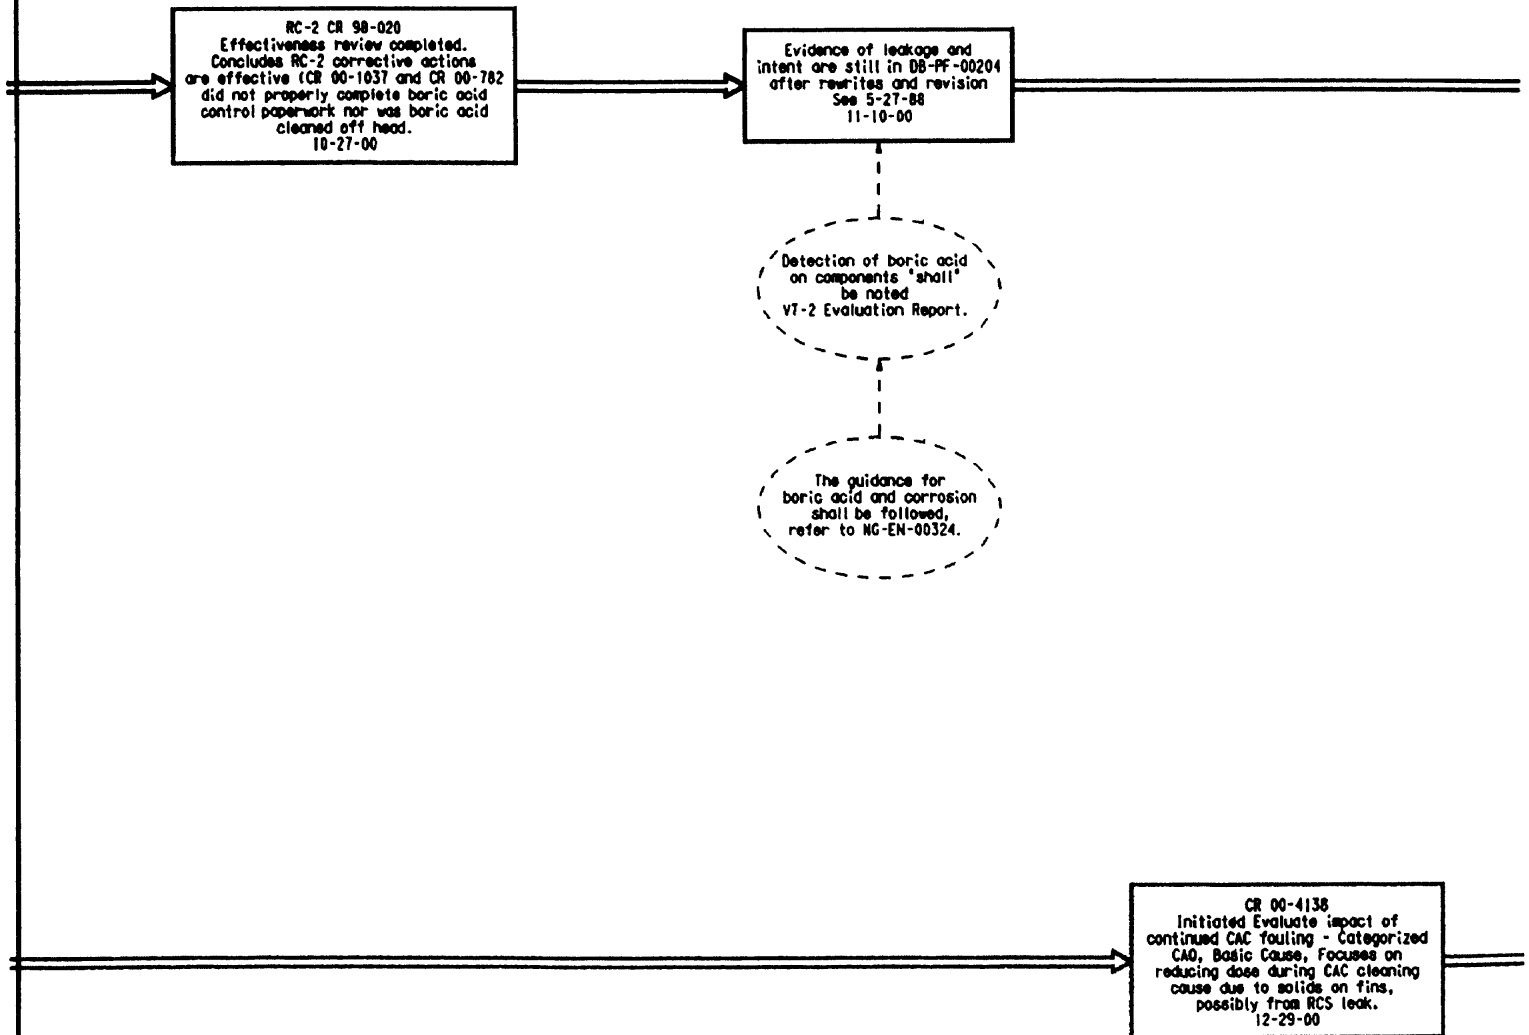 RC-2 CR 98-020
Effectiveness review completed.
Concludes RC-2 corrective actions
are effective (CR 00-1037 and CR 00-782
did not properly complete boric acid
control paperwork nor was boric acid
cleaned off head.
10-27-00
Evidence of leakage and
intent are still in DB-PF-00204
after rewrites and revision
See 5-27-88
11-10-00
Detection of boric acid
on components "shall"
be noted
VT-2 Evaluation Report.
The guidance for
boric acid and corrosion
shall be followed,
refer to NG-EN-00324.
CR 00-4138
Initiated Evaluate impact of
continued CAC fouling - Categorized
CAO, Basic Cause, Focuses on
reducing dose during CAC cleaning
cause due to solids on fins,
possibly from RCS leak.
12-29-00